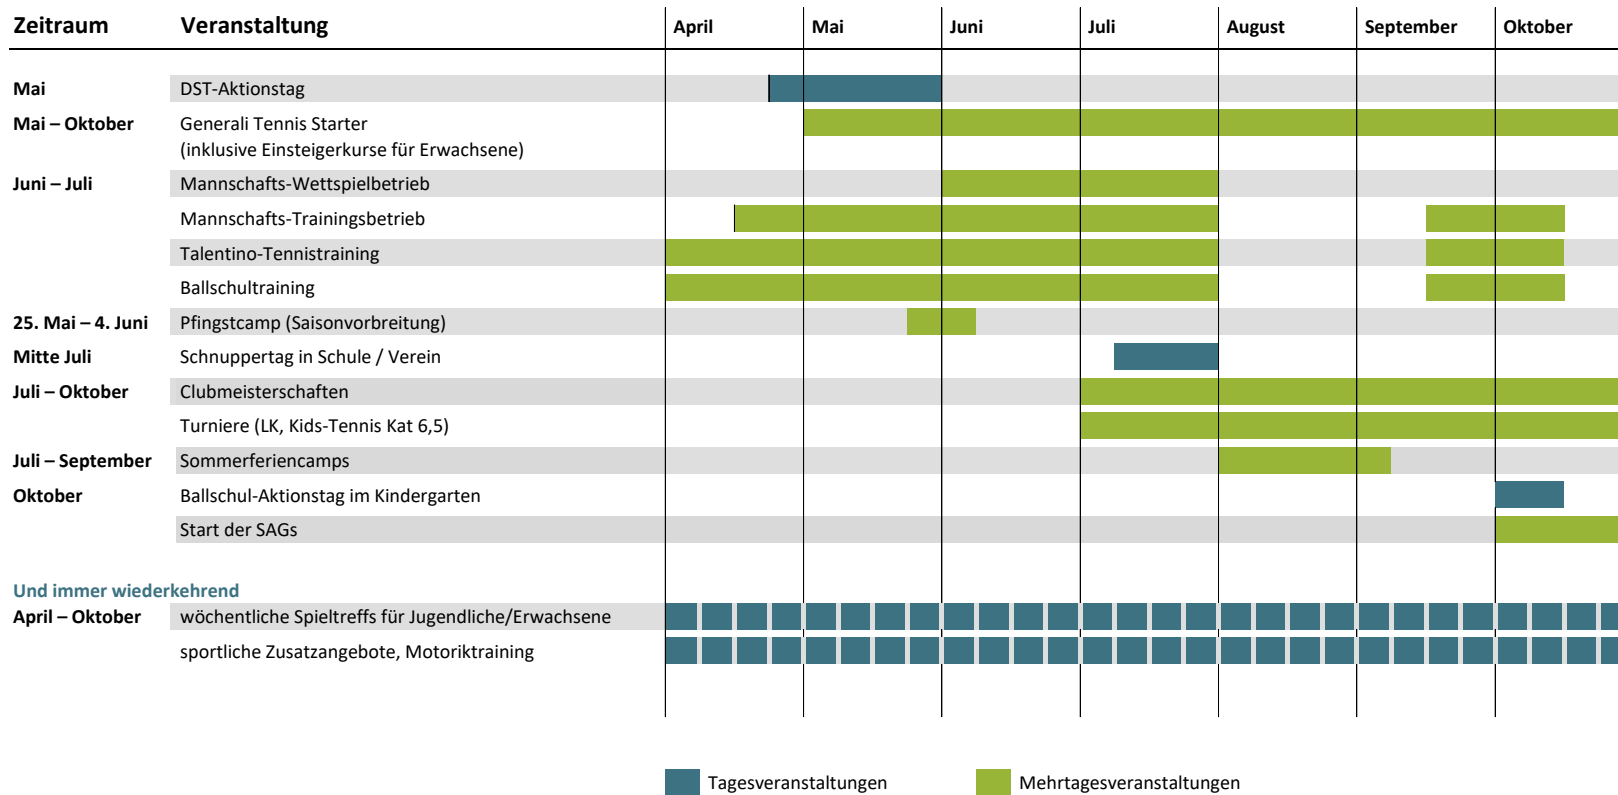 Zeitraum Veranstaltung April Mai Juni Juli August September Oktober
Mai DST-Aktionstag
Mai – Oktober Generali Tennis Starter
(inklusive Einsteigerkurse für Erwachsene)
Juni – Juli Mannschafts-Wettspielbetrieb
Mannschafts-Trainingsbetrieb
Talentino-Tennistraining
Ballschultraining
25. Mai – 4. Juni Pfingstcamp (Saisonvorbreitung)
Mitte Juli Schnuppertag in Schule / Verein
Juli – Oktober Clubmeisterschaften
Turniere (LK, Kids-Tennis Kat 6,5)
Juli – September Sommerferiencamps
Oktober Ballschul-Aktionstag im Kindergarten
Start der SAGs
Und immer wiederkehrend
April – Oktober wöchentliche Spieltreffs für Jugendliche/Erwachsene
sportliche Zusatzangebote, Motoriktraining
Tagesveranstaltungen Mehrtagesveranstaltungen